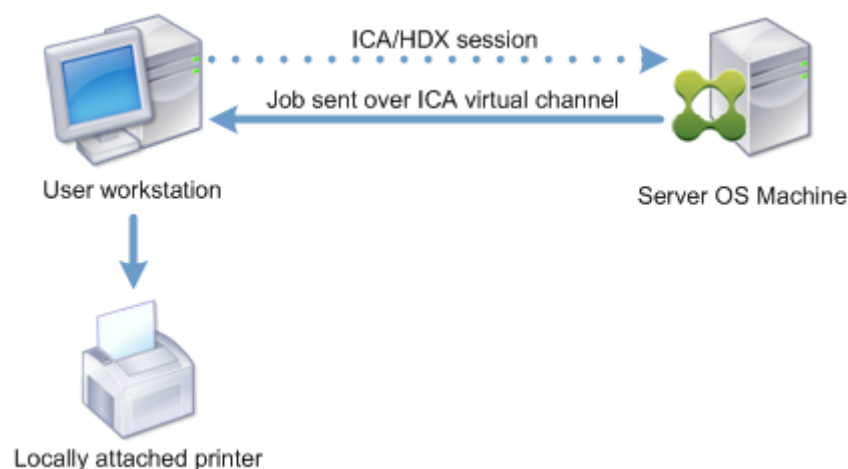 ICA/HDX session
Job sent over ICA virtual channel
User workstation
Server OS Machine
Locally attached printer